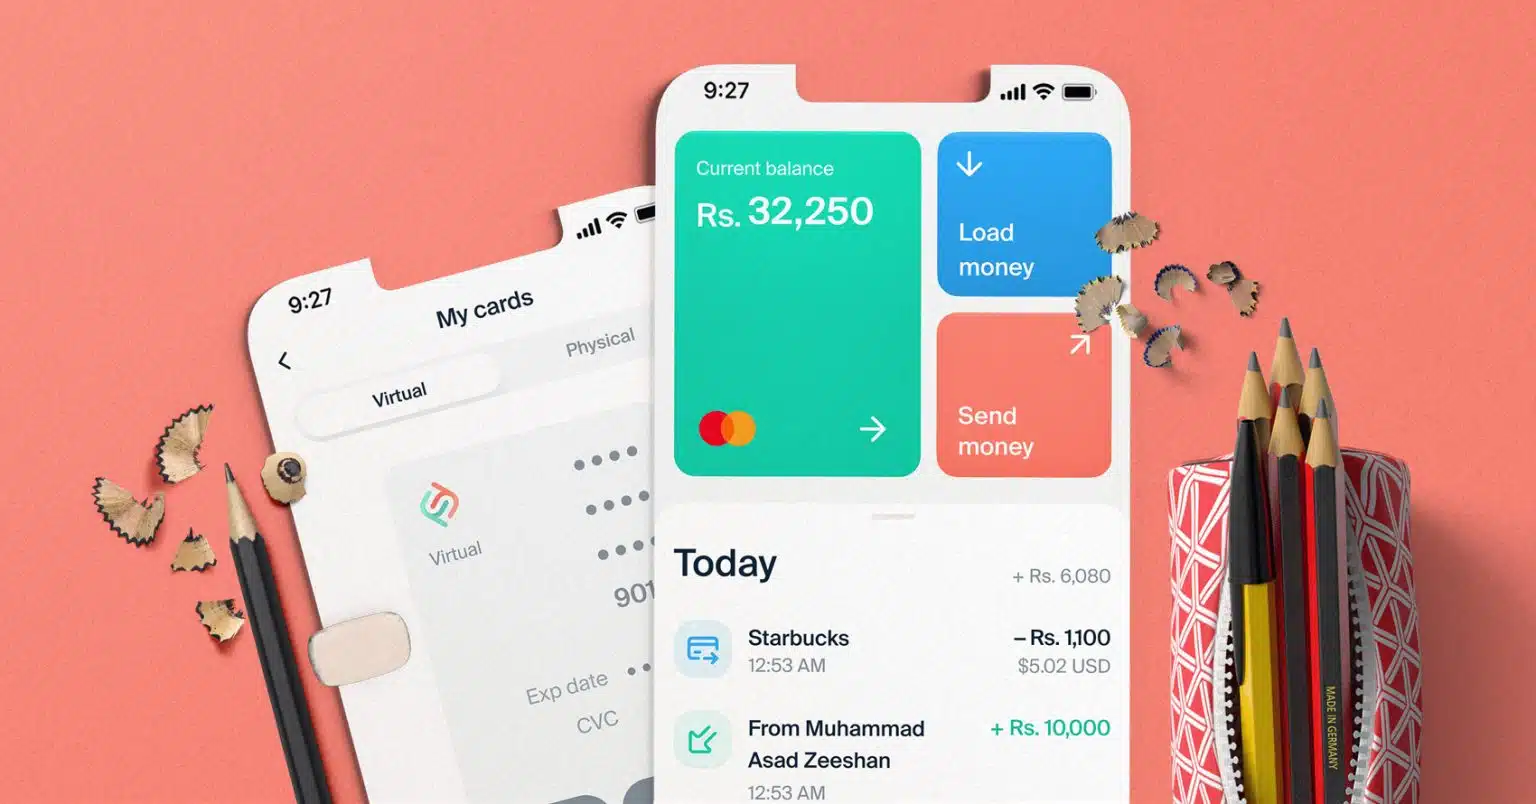 9:27
My cards
Physical
Virtual
Virtual
901
Exp date
CVC
9:27
Current balance
Rs. 32,250
Load
money
Send
money
Today
+ Rs. 6,080
Starbucks
– Rs. 1,100
12:53 AM
$5.02 USD
From Muhammad
+ Rs. 10,000
Asad Zeeshan
12:53 AM
MADE IN GERMANY